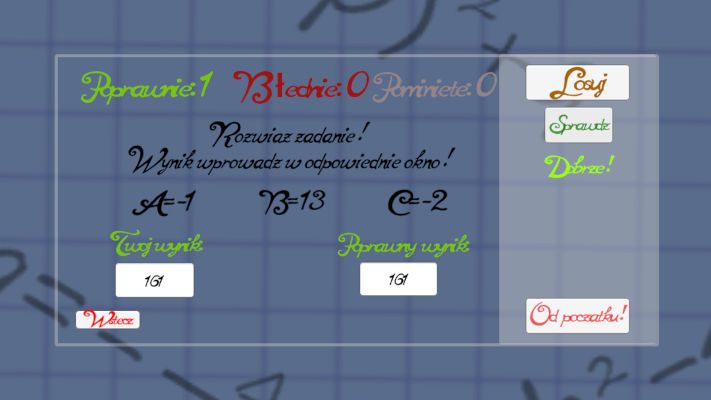 Poprawnie: 1 Błednie: 0 Pominiete: 0
Losuj
Sprawdz
Dobrze!
Rozwiaz zadanie!
Wynik wprowadz w odpowiednie okno!
A=-1 B=13 C=-2
Twoj wynik: Poprawny wynik:
161 161
Wstecz
Od poczatku!